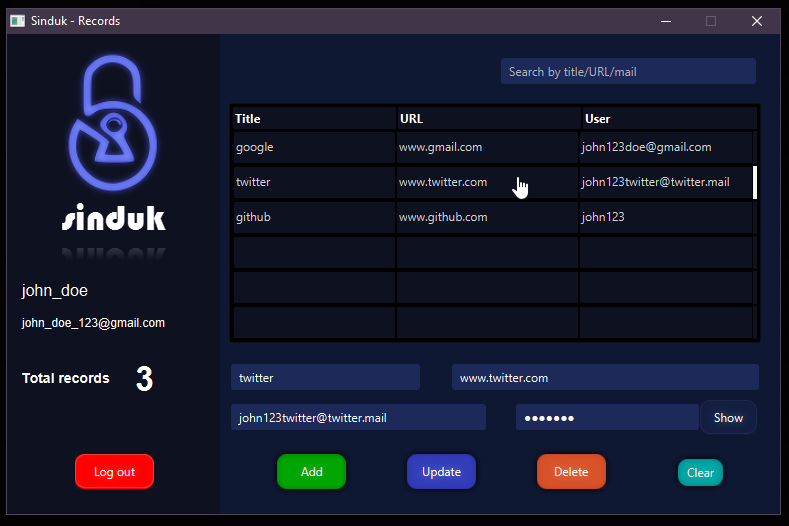 Sinduk - Records
sinduk
john_doe
john_doe_123@gmail.com
Total records 3
Log out
Search by title/URL/mail
Title URL User
google www.gmail.com john123doe@gmail.com
twitter www.twitter.com john123twitter@twitter.mail
github www.github.com john123
twitter www.twitter.com
john123twitter@twitter.mail ●●●●●●● Show
Add Update Delete Clear